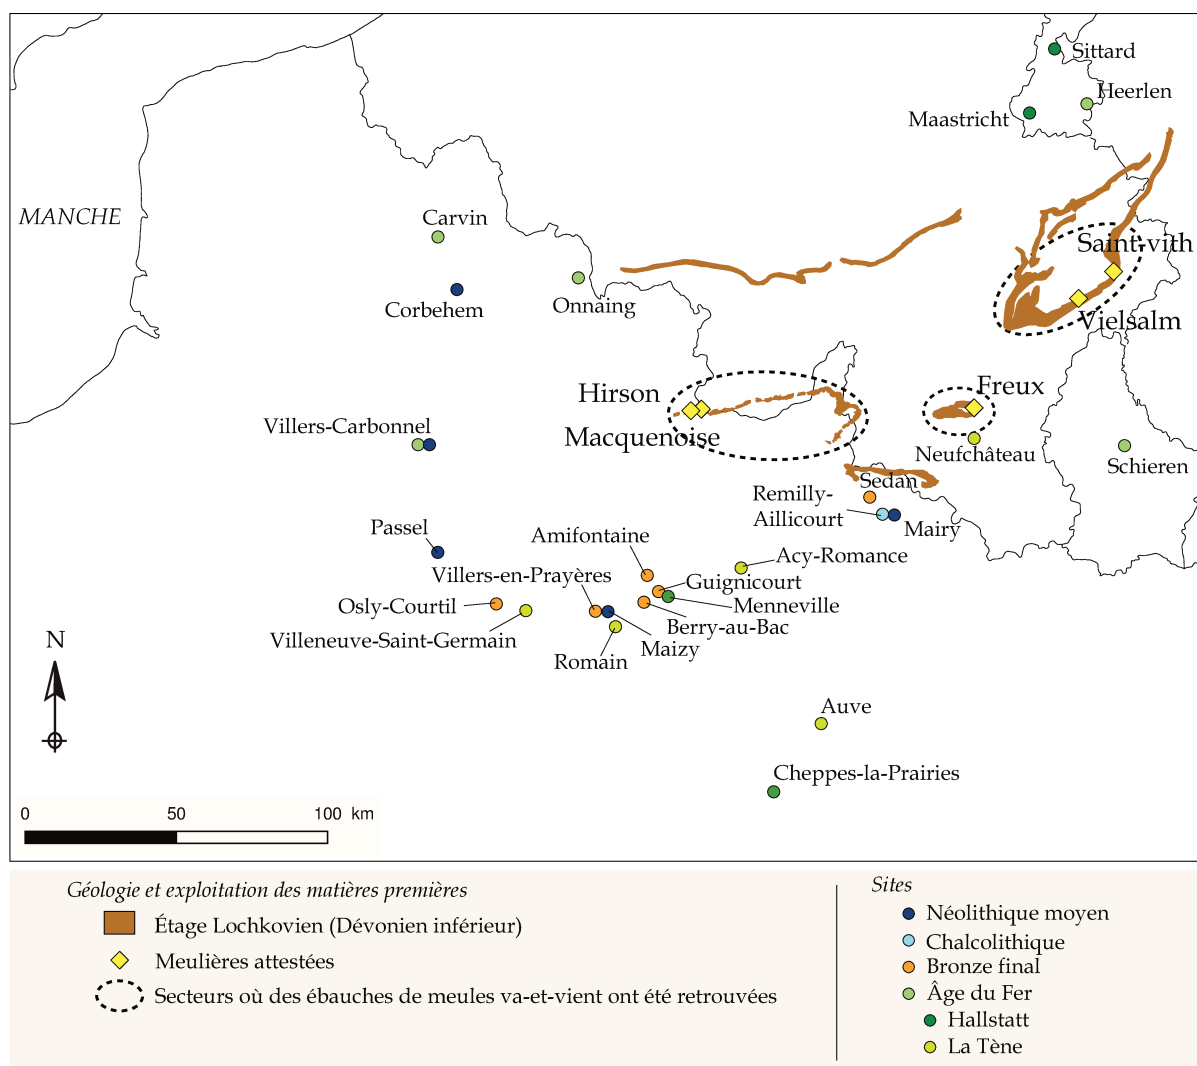 Sittard
Heerlen
Maastricht
MANCHE
Carvin
Saint-vith
Corbehem
Onnaing
Vielsalm
Hirson
Freux
Macquenoise
Villers-Carbonnel
Neufchâteau
Schieren
Sedan
Remilly-
Aillicourt
Mairy
Passel
Amifontaine
Acy-Romance
Villers-en-Prayères
Guignicourt
Osly-Courtil
Menneville
Berry-au-Bac
Villeneuve-Saint-Germain
Maizy
Romain
N
Auve
Cheppes-la-Prairies
0 50 100 km
Géologie et exploitation des matières premières
Étage Lochkovien (Dévonien inférieur)
Meulières attestées
Secteurs où des ébauches de meules va-et-vient ont été retrouvées
Sites
Néolithique moyen
Chalcolithique
Bronze final
Âge du Fer
Hallstatt
La Tène